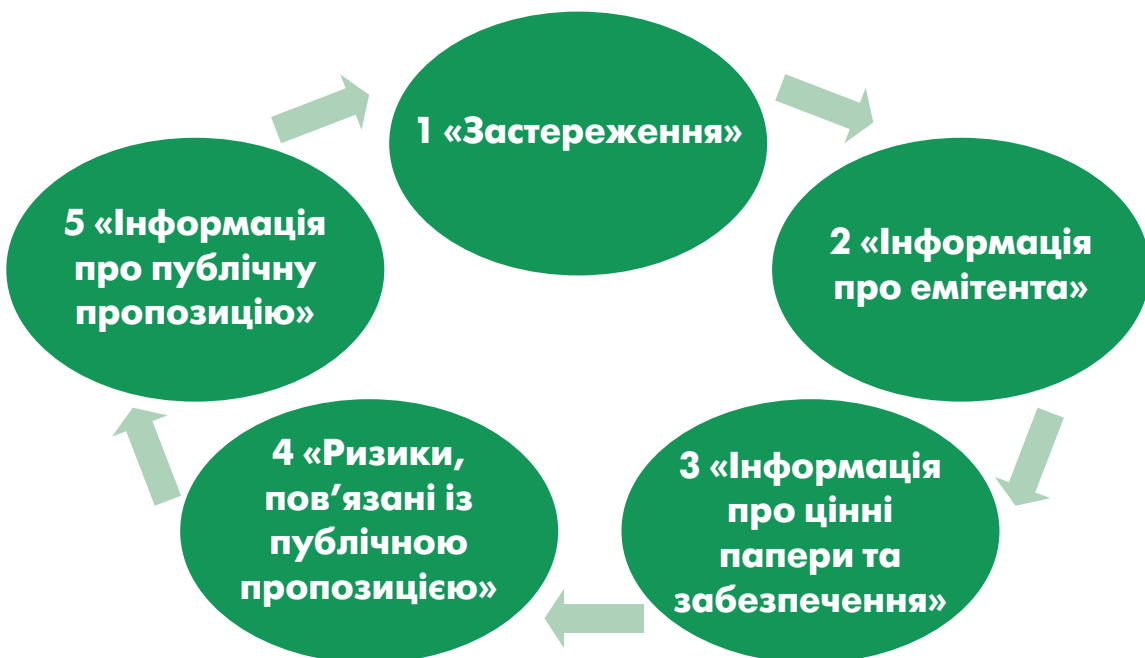 1 «Застереження»
2 «Інформація
про емітента»
3 «Інформація
про цінні
папери та
забезпечення»
4 «Ризики,
пов’язані із
публічною
пропозицією»
5 «Інформація
про публічну
пропозицію»